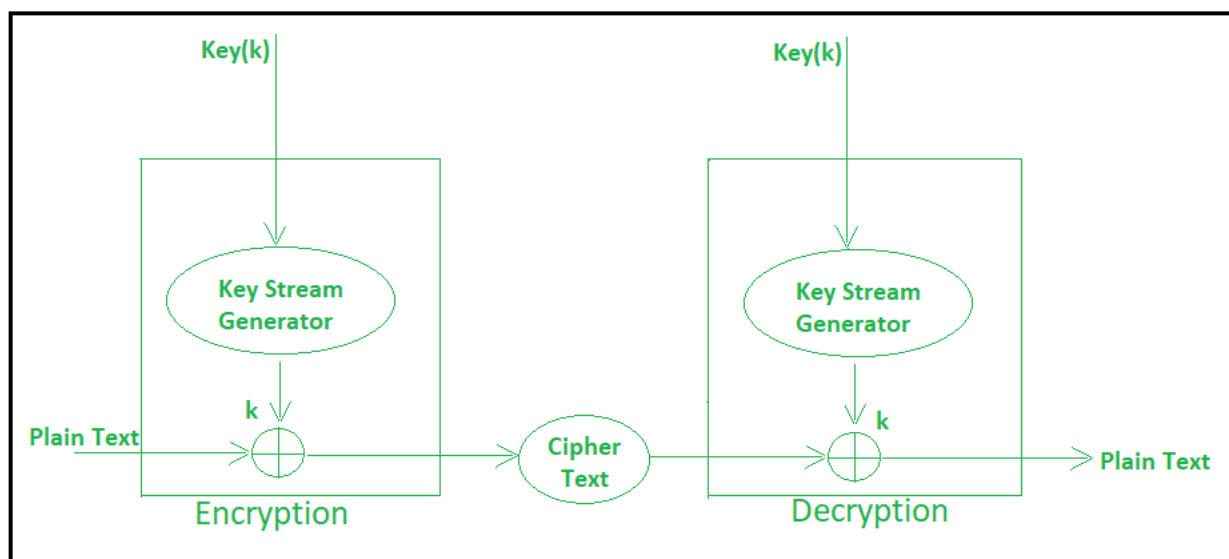 Key(k)
Key(k)
Key Stream
Generator
Key Stream
Generator
k
k
Plain Text
Cipher
Text
Plain Text
Encryption
Decryption